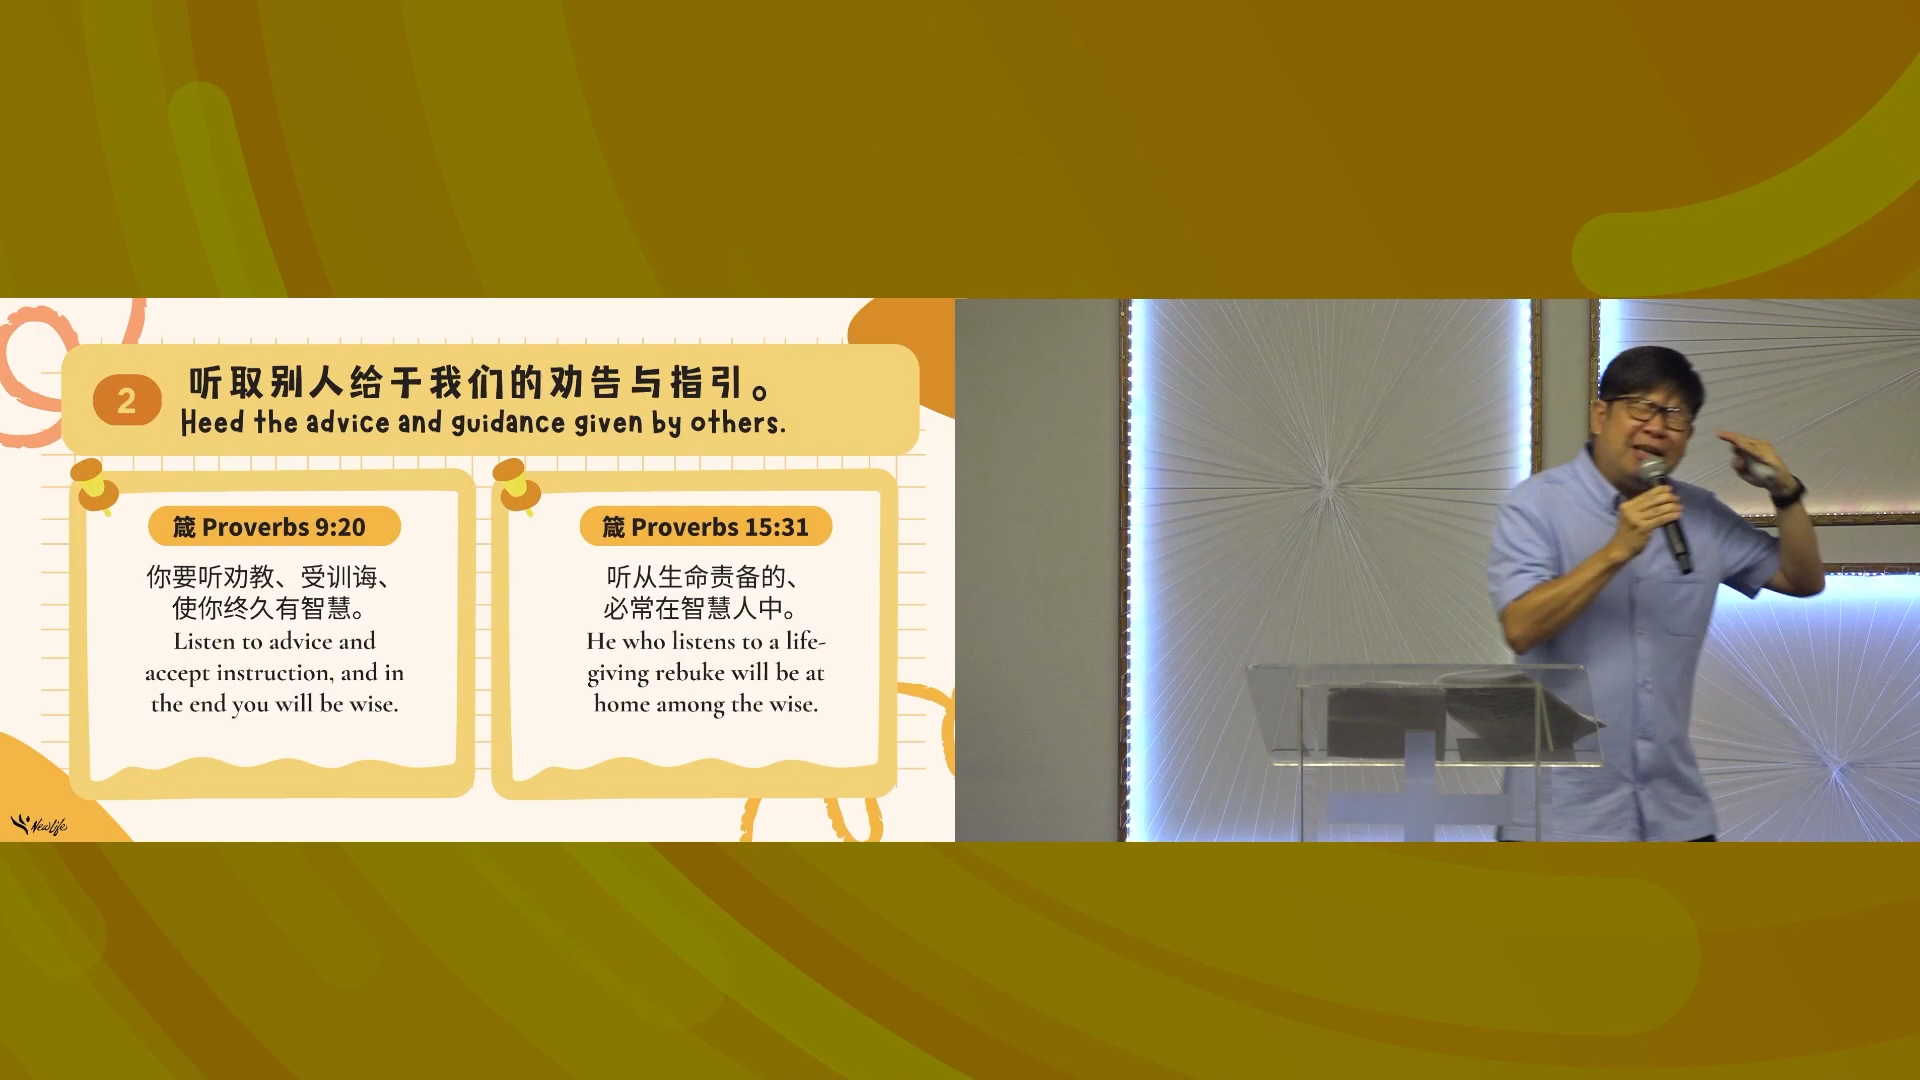 2
听取别人给于我们的劝告与指引。
Heed the advice and guidance given by others.
箴 Proverbs 9:20
你要听劝教、受训诲、
使你终久有智慧。
Listen to advice and
accept instruction, and in
the end you will be wise.
箴 Proverbs 15:31
听从生命责备的、
必常在智慧人中。
He who listens to a life-
giving rebuke will be at
home among the wise.
NewLife